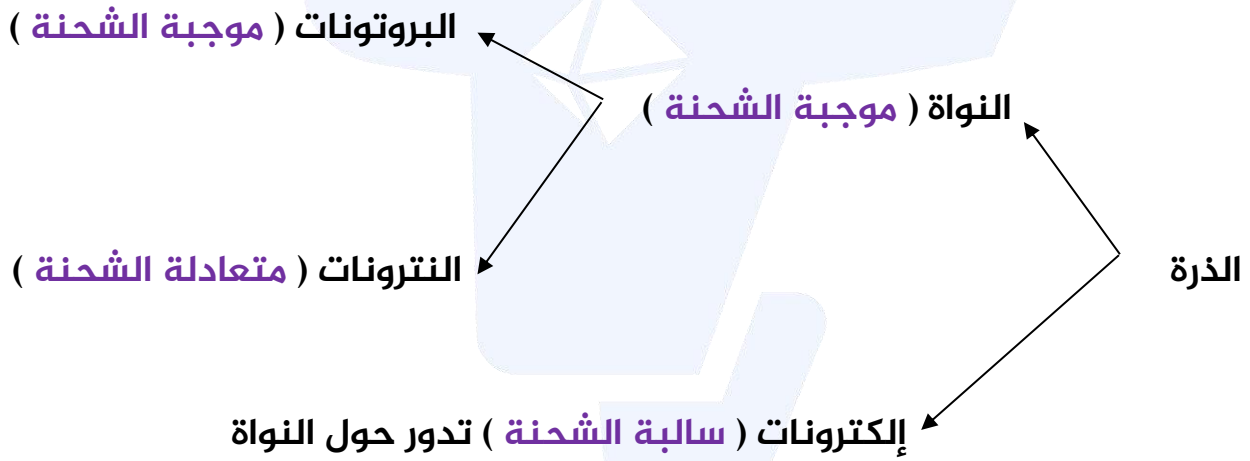 البروتونات ( موجبة الشحنة )
النواة ( موجبة الشحنة )
الذرة
النترونات ( متعادلة الشحنة )
إلكترونات ( سالبة الشحنة ) تدور حول النواة